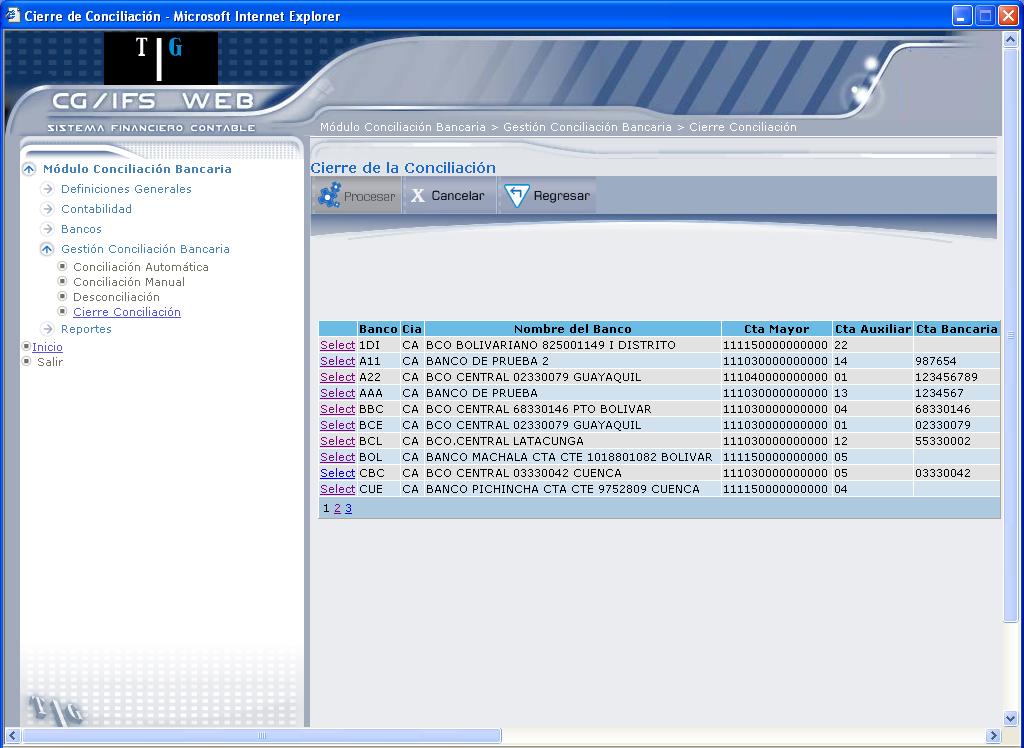 Cierre de Conciliación - Microsoft Internet Explorer
T G
CG/IFS WEB
SISTEMA FINANCIERO CONTABLE
Módulo Conciliación Bancaria > Gestión Conciliación Bancaria > Cierre Conciliación
Módulo Conciliación Bancaria
Definiciones Generales
Contabilidad
Bancos
Gestión Conciliación Bancaria
Conciliación Automática
Conciliación Manual
Desconciliación
Cierre Conciliación
Reportes
Inicio
Salir
T G
Cierre de la Conciliación
Procesar X Cancelar Regresar
Banco Cia Nombre del Banco Cta Mayor Cta Auxiliar Cta Bancaria
Select 1DI CA BCO BOLIVARIANO 825001149 I DISTRITO 111150000000000 22
Select A11 CA BANCO DE PRUEBA 2 111030000000000 14 987654
Select A22 CA BCO CENTRAL 02330079 GUAYAQUIL 111040000000000 01 123456789
Select AAA CA BANCO DE PRUEBA 111030000000000 13 1234567
Select BBC CA BCO CENTRAL 68330146 PTO BOLIVAR 111030000000000 04 68330146
Select BCE CA BCO CENTRAL 02330079 GUAYAQUIL 111030000000000 01 02330079
Select BCL CA BCO.CENTRAL LATACUNGA 111030000000000 12 55330002
Select BOL CA BANCO MACHALA CTA CTE 1018801082 BOLIVAR 111150000000000 05
Select CBC CA BCO CENTRAL 03330042 CUENCA 111030000000000 05 03330042
Select CUE CA BANCO PICHINCHA CTA CTE 9752809 CUENCA 111150000000000 04
1 2 3